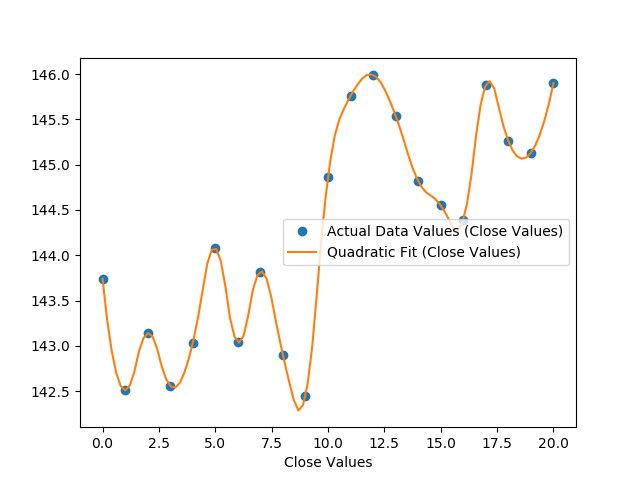 146.0
145.5
145.0
144.5
144.0
143.5
143.0
142.5
Actual Data Values (Close Values)
Quadratic Fit (Close Values)
0.0 2.5 5.0 7.5 10.0 12.5 15.0 17.5 20.0
Close Values